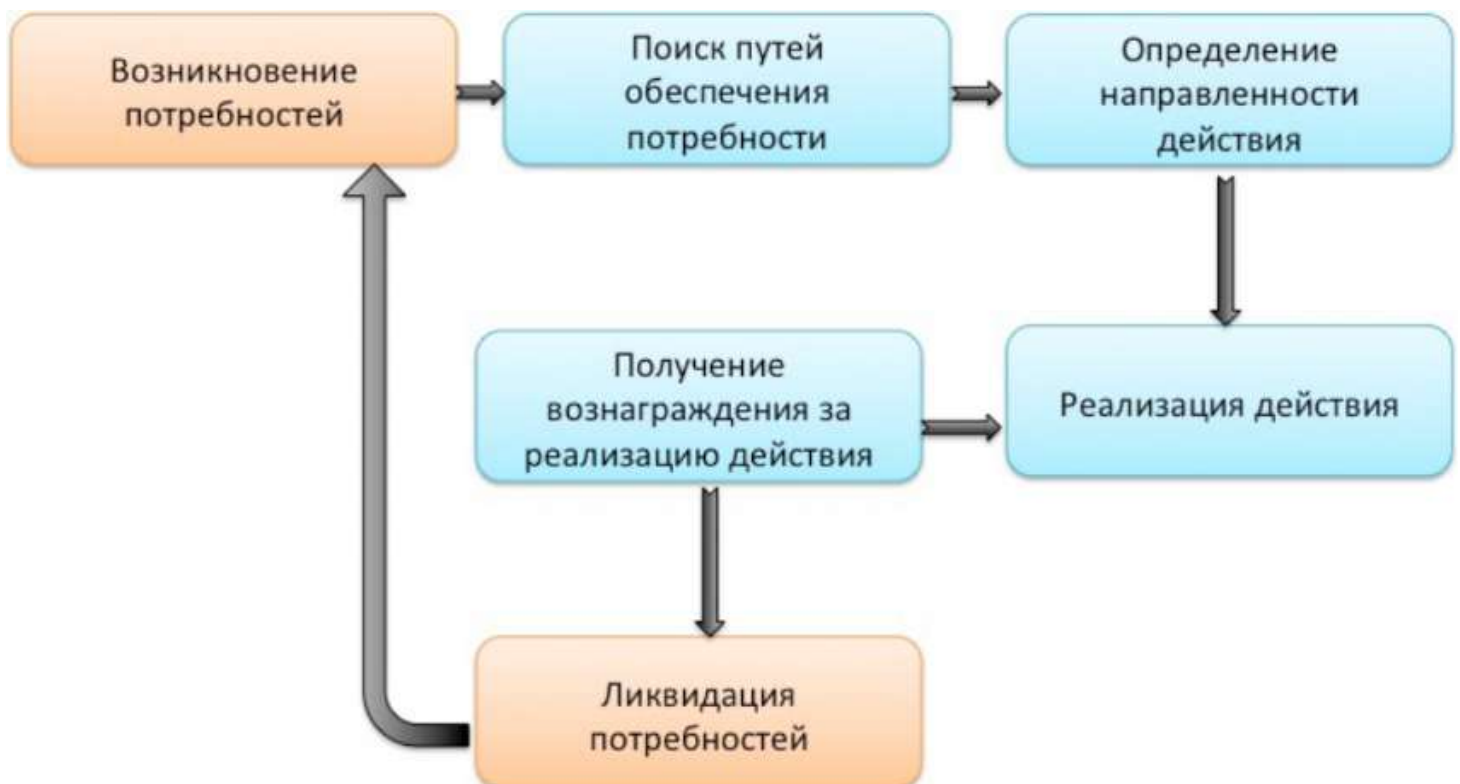 Возникновение
потребностей
Поиск путей
обеспечения
потребности
Определение
направленности
действия
Получение
вознаграждения за
реализацию действия
Реализация действия
Ликвидация
потребностей